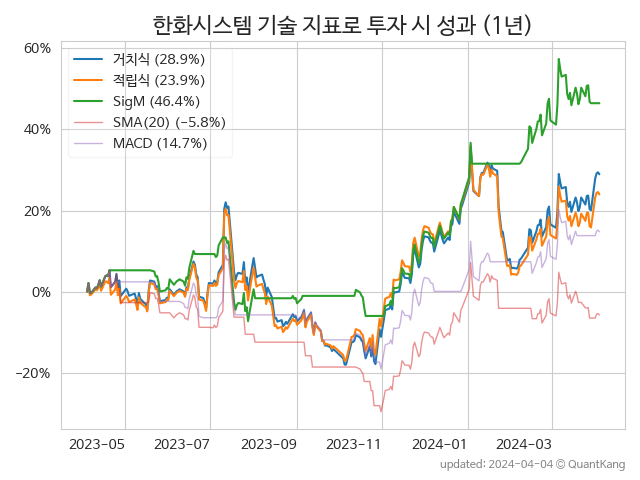 한화시스템 기술 지표로 투자 시 성과 (1년)
60%
40%
20%
0%
−20%
거치식 (28.9%)
적립식 (23.9%)
SigM (46.4%)
SMA(20) (−5.8%)
MACD (14.7%)
2023-05 2023-07 2023-09 2023-11 2024-01 2024-03
updated: 2024-04-04 © QuantKang